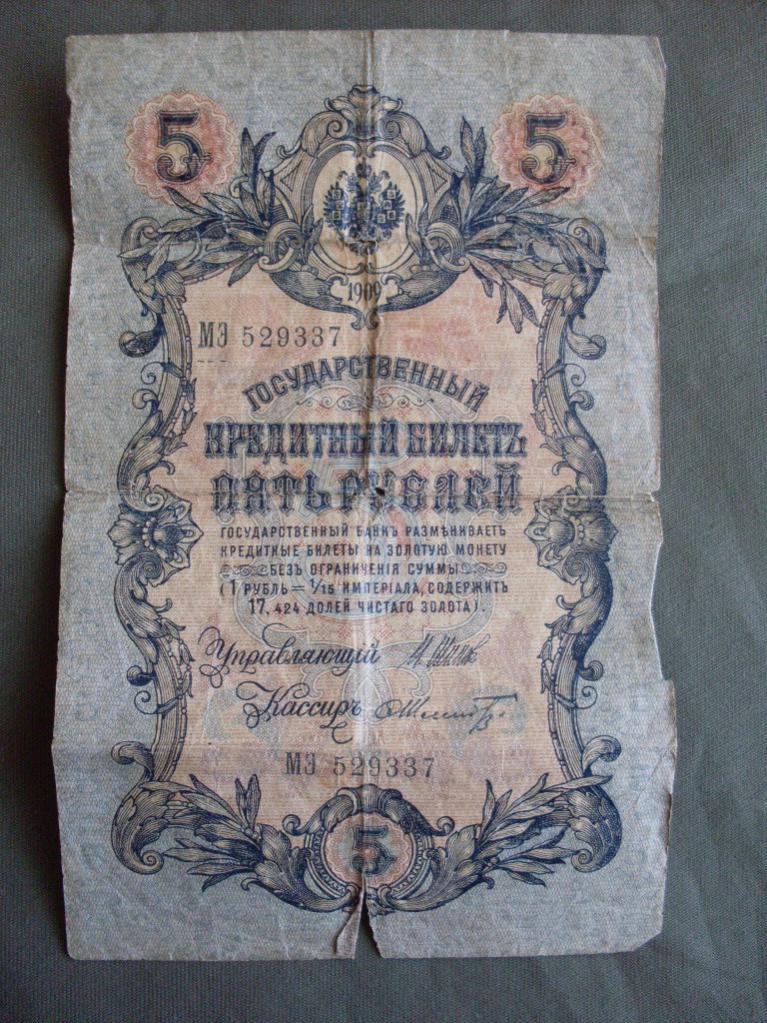 5 5
1909
МЭ 529337
ГОСУДАРСТВЕННЫЙ
КРЕДИТНЫЙ БИЛЕТЪ
ПЯТЬ РУБЛЕЙ
ГОСУДАРСТВЕННЫЙ БАНКЪ РАЗМѢНИВАЕТЪ
КРЕДИТНЫЕ БИЛЕТЫ НА ЗОЛОТУЮ МОНЕТУ
БЕЗЪ ОГРАНИЧЕНІЯ СУММЫ
(1 РУБЛЬ = 1/15 ИМПЕРІАЛА, СОДЕРЖИТЪ
17,424 ДОЛЕЙ ЧИСТАГО ЗОЛОТА).
Управляющій
Кассиръ
МЭ 529337
5